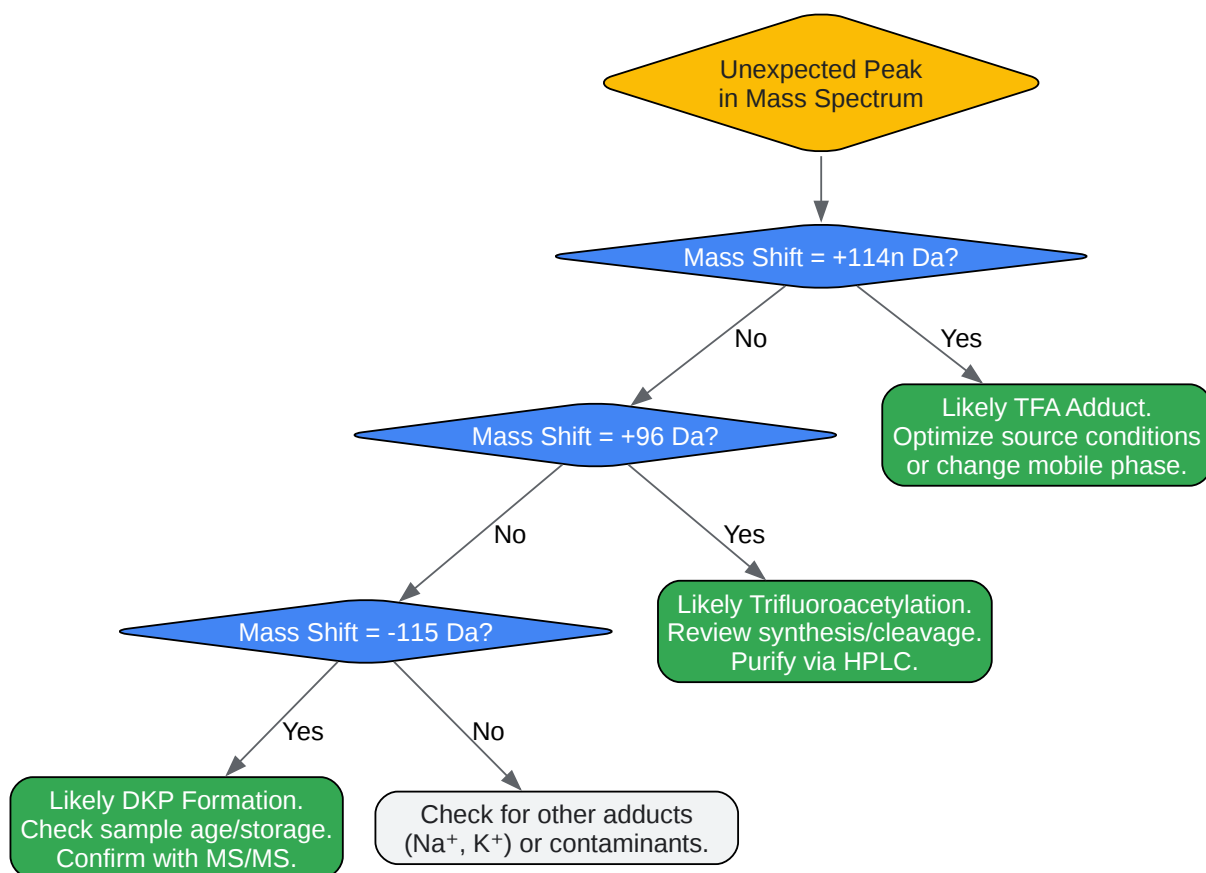 Unexpected Peak
in Mass Spectrum
Mass Shift = +114n Da?
No
Yes
Likely TFA Adduct.
Optimize source conditions
or change mobile phase.
Mass Shift = +96 Da?
No
Yes
Likely Trifluoroacetylation.
Review synthesis/cleavage.
Purify via HPLC.
Mass Shift = -115 Da?
Yes
No
Likely DKP Formation.
Check sample age/storage.
Confirm with MS/MS.
Check for other adducts
(Na⁺, K⁺) or contaminants.